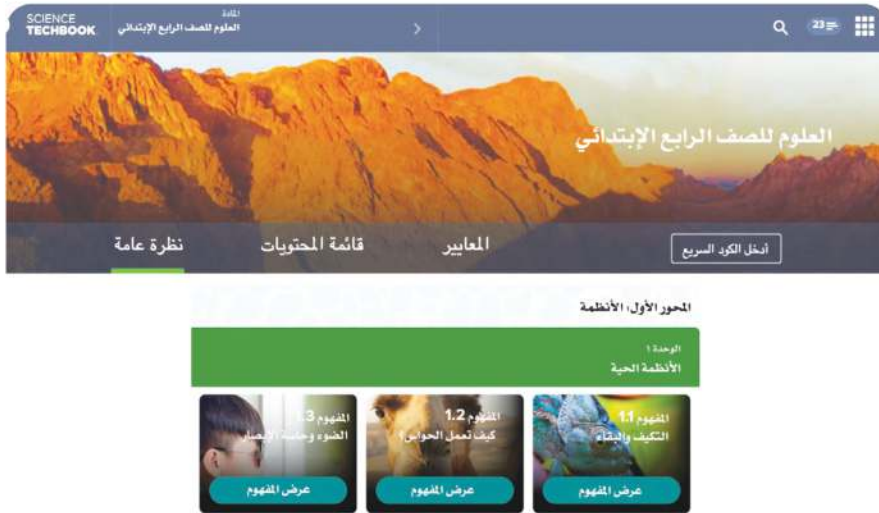 SCIENCE
TECHBOOK
المادة
العلوم للصف الرابع الإبتدائي
23
العلوم للصف الرابع الإبتدائي
أدخل الكود السريع
المعايير
قائمة المحتويات
نظرة عامة
المحور الأول: الأنظمة
الوحدة ١
الأنظمة الحية
المفهوم 1.1
التكيف والبقاء
عرض المفهوم
المفهوم 1.2
كيف تعمل الحواس؟
عرض المفهوم
المفهوم 1.3
الضوء وحاسة الإبصار
عرض المفهوم